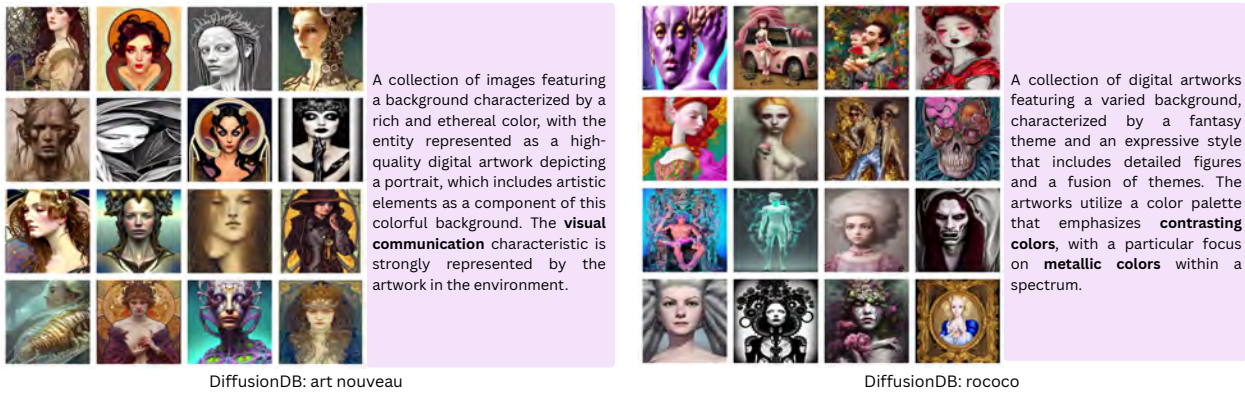 A collection of images featuring
a background characterized by a
rich and ethereal color, with the
entity represented as a high-
quality digital artwork depicting
a portrait, which includes artistic
elements as a component of this
colorful background. The visual
communication characteristic is
strongly represented by the
artwork in the environment.
DiffusionDB: art nouveau
A collection of digital artworks
featuring a varied background,
characterized by a fantasy
theme and an expressive style
that includes detailed figures
and a fusion of themes. The
artworks utilize a color palette
that emphasizes contrasting
colors, with a particular focus
on metallic colors within a
spectrum.
DiffusionDB: rococo